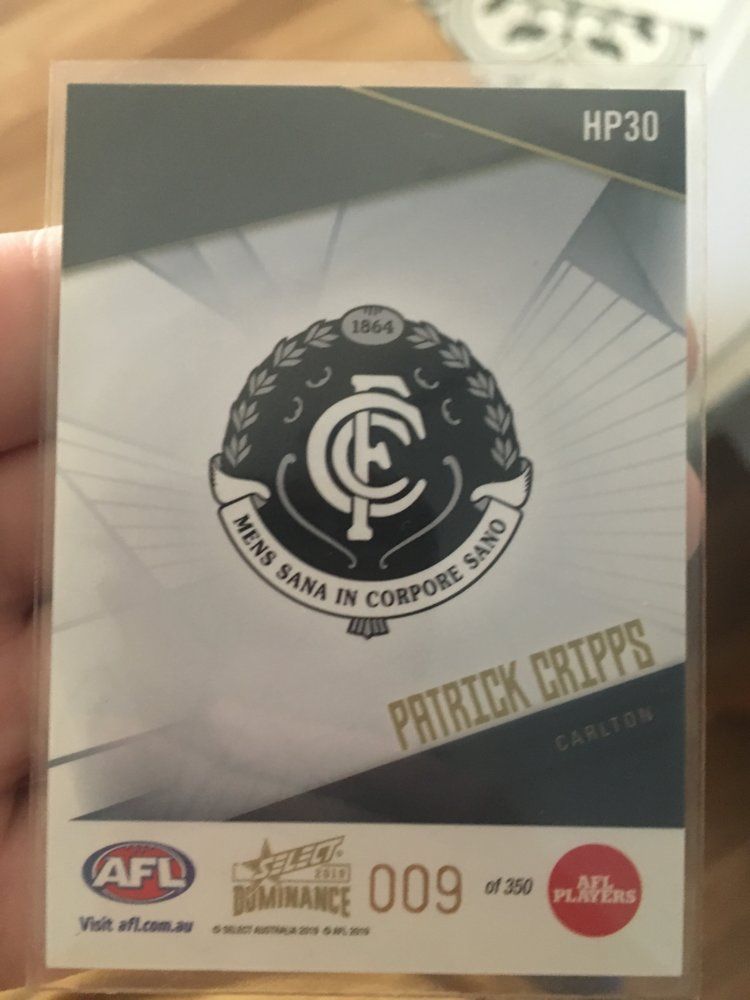 HP30
1864
CFC
MENS SANA IN CORPORE SANO
PATRICK CRIPPS
CARLTON
AFL
Visit afl.com.au
SELECT
2019
DOMINANCE
© SELECT AUSTRALIA 2019 © AFL 2019
009 of 350
AFL
PLAYERS